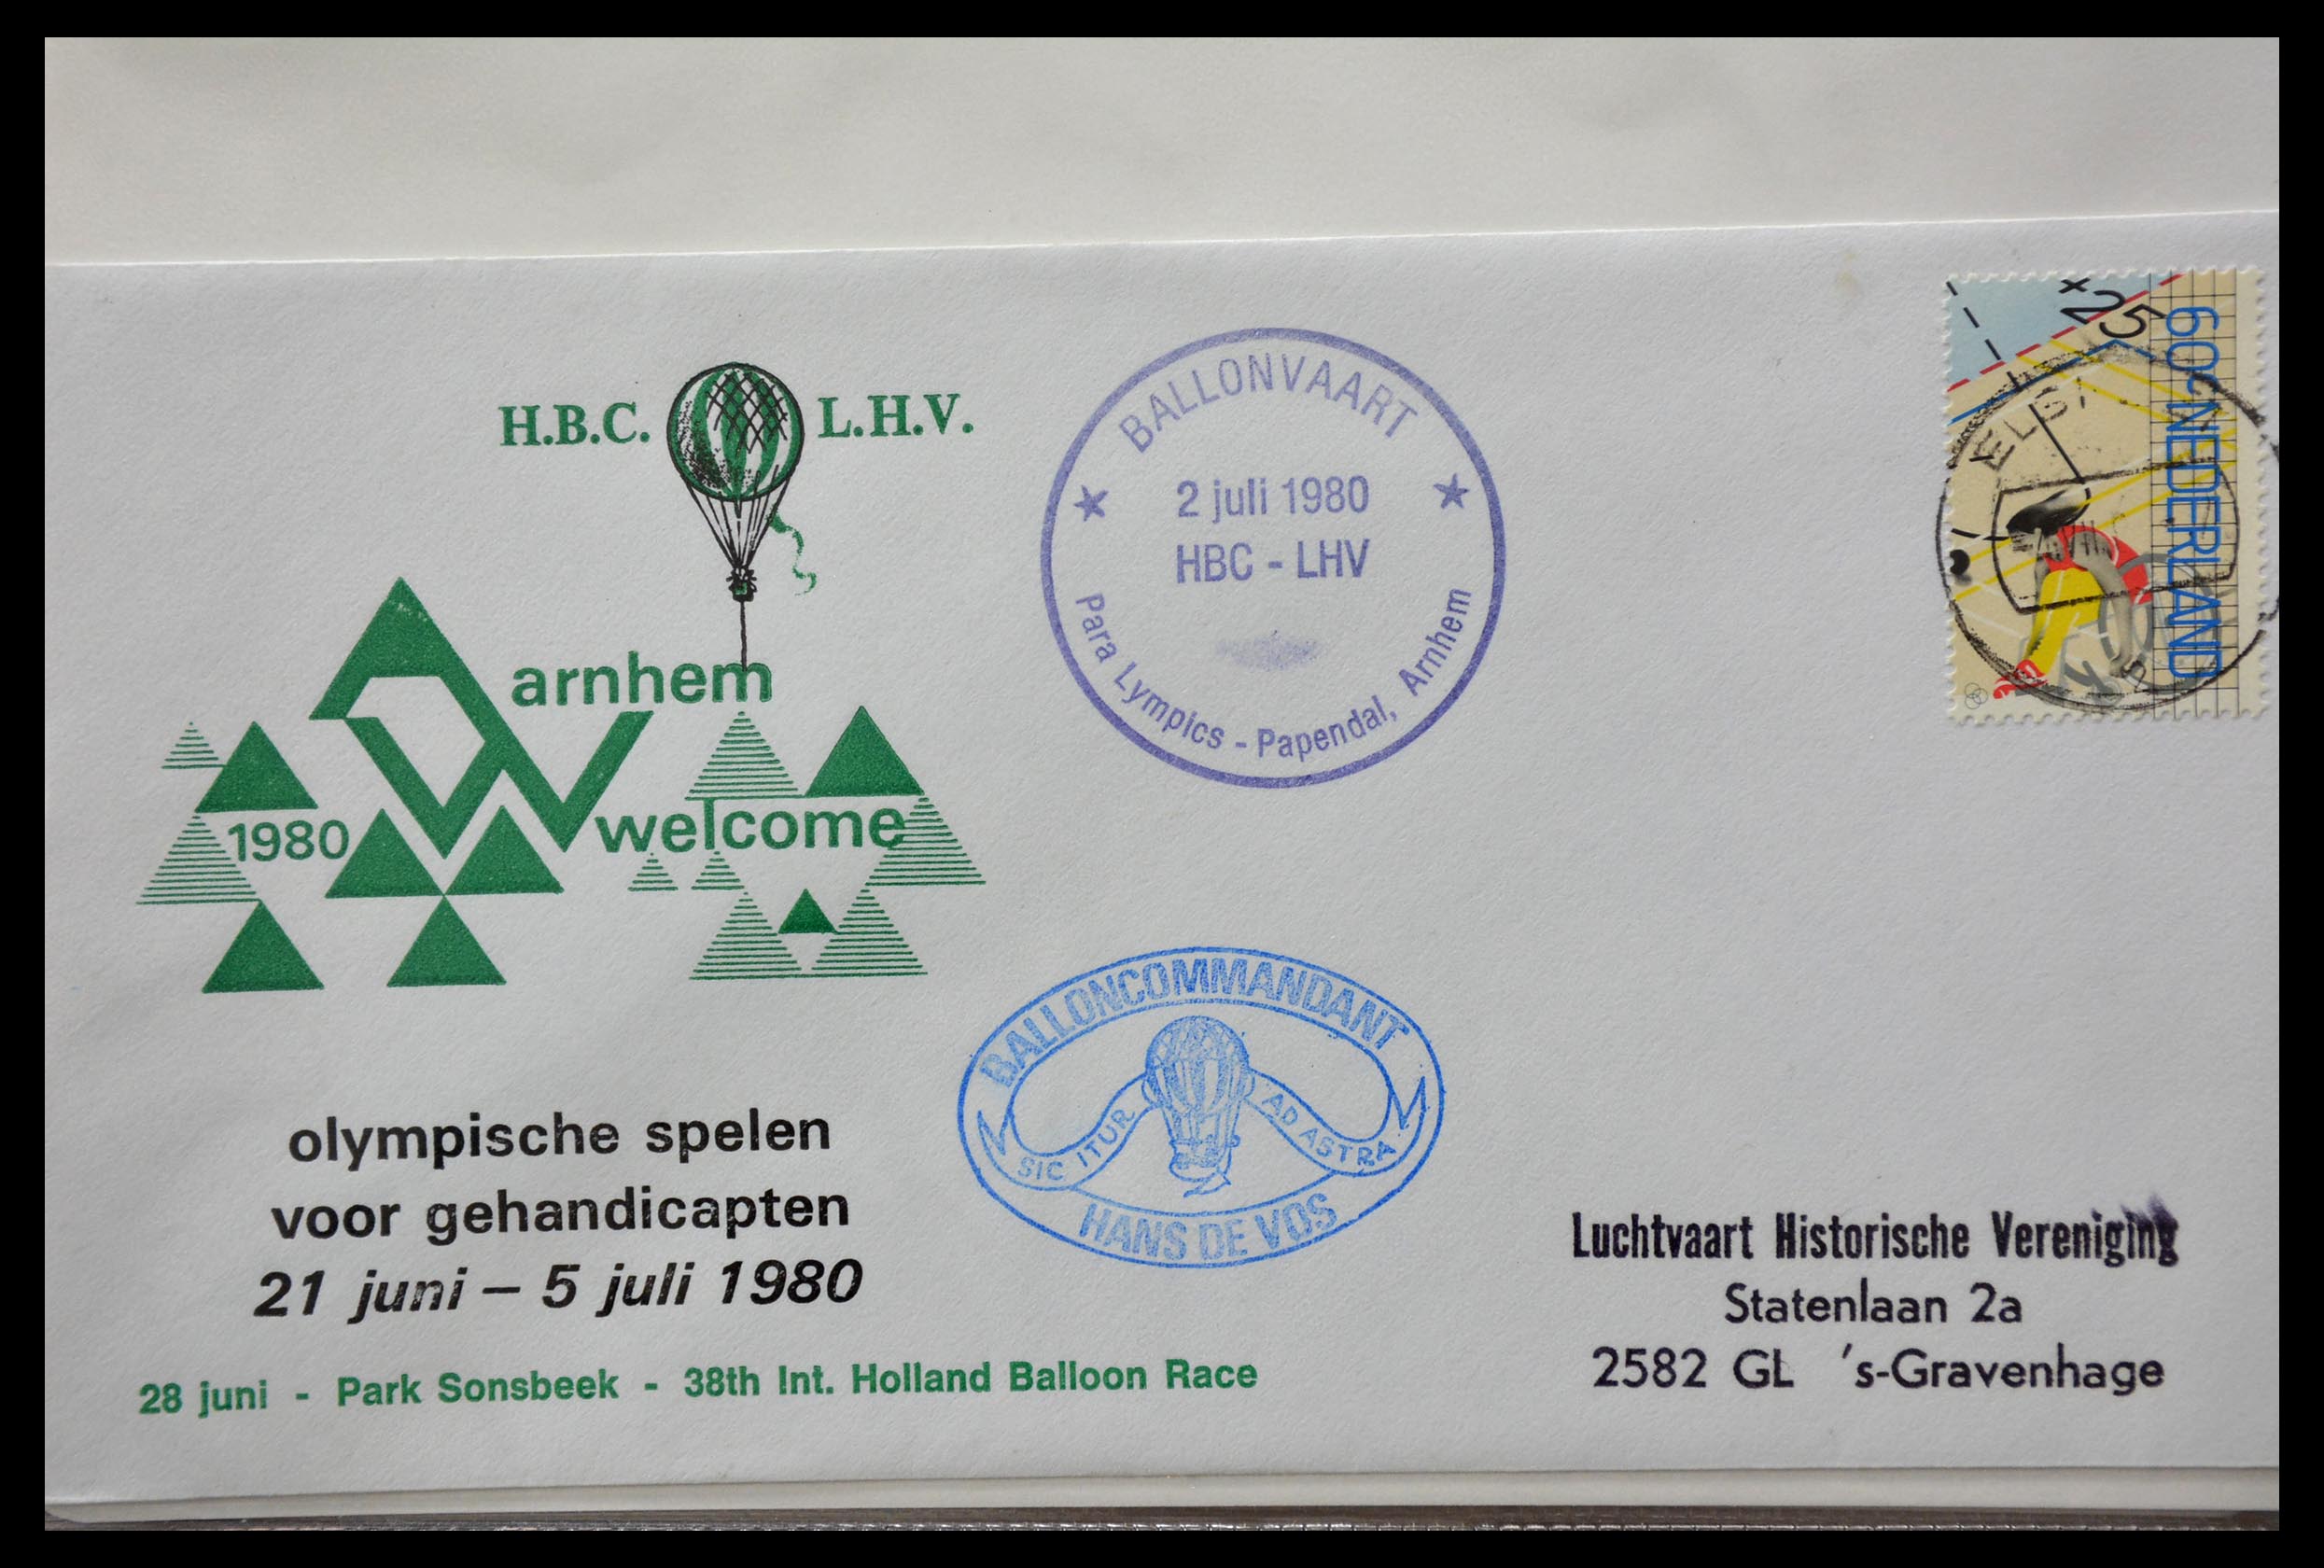 H.B.C. L.H.V.
arnhem
1980 welcome
olympische spelen
voor gehandicapten
21 juni – 5 juli 1980
28 juni - Park Sonsbeek - 38th Int. Holland Balloon Race
BALLONVAART
2 juli 1980
HBC - LHV
Para Lympics - Papendal, Arnhem
BALLONCOMMANDANT
SIC ITUR AD ASTRA
HANS DE VOS
+25
60c NEDERLAND
Luchtvaart Historische Vereniging
Statenlaan 2a
2582 GL 's-Gravenhage